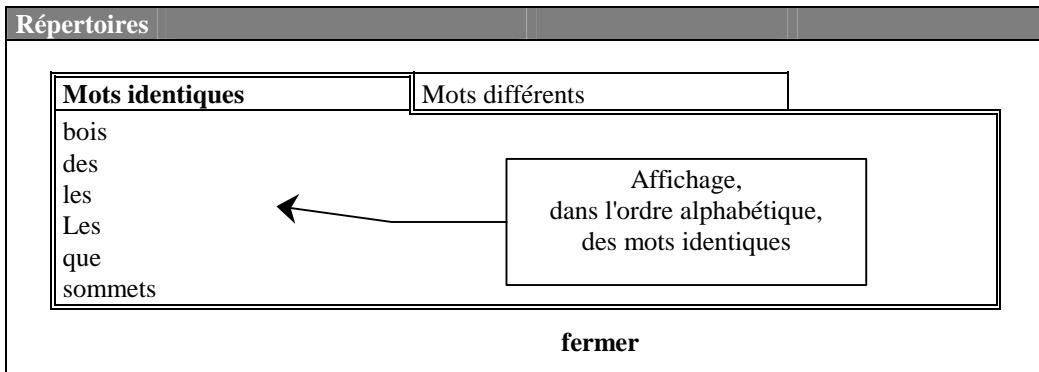 Répertoires
Mots identiques
Mots différents
bois
des
les
Les
que
sommets
Affichage,
dans l'ordre alphabétique,
des mots identiques
fermer